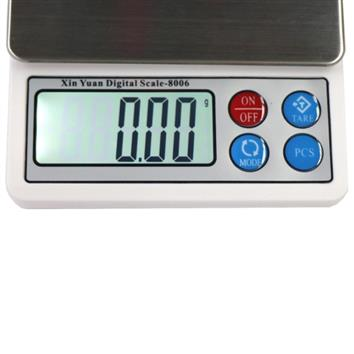 Xin Yuan Digital Scale-8006
0.00 g
ON
OFF
TARE
MODE
PCS